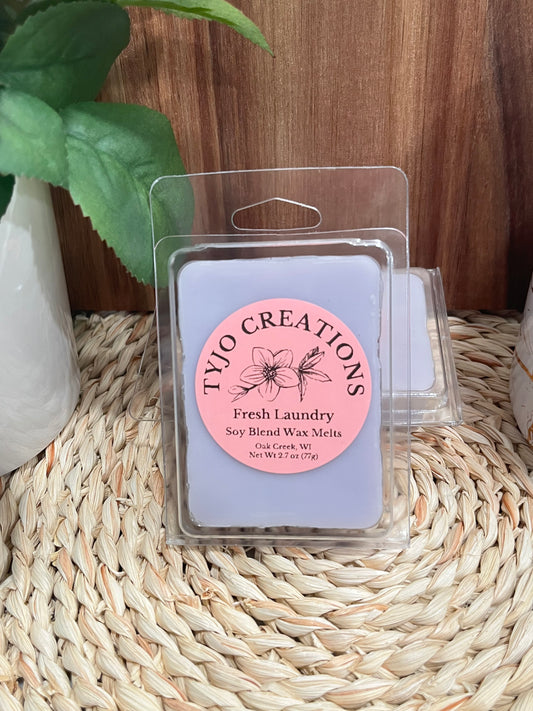 TYJO CREATIONS
Fresh Laundry
Soy Blend Wax Melts
Oak Creek, WI
Net Wt 2.7 oz (77g)